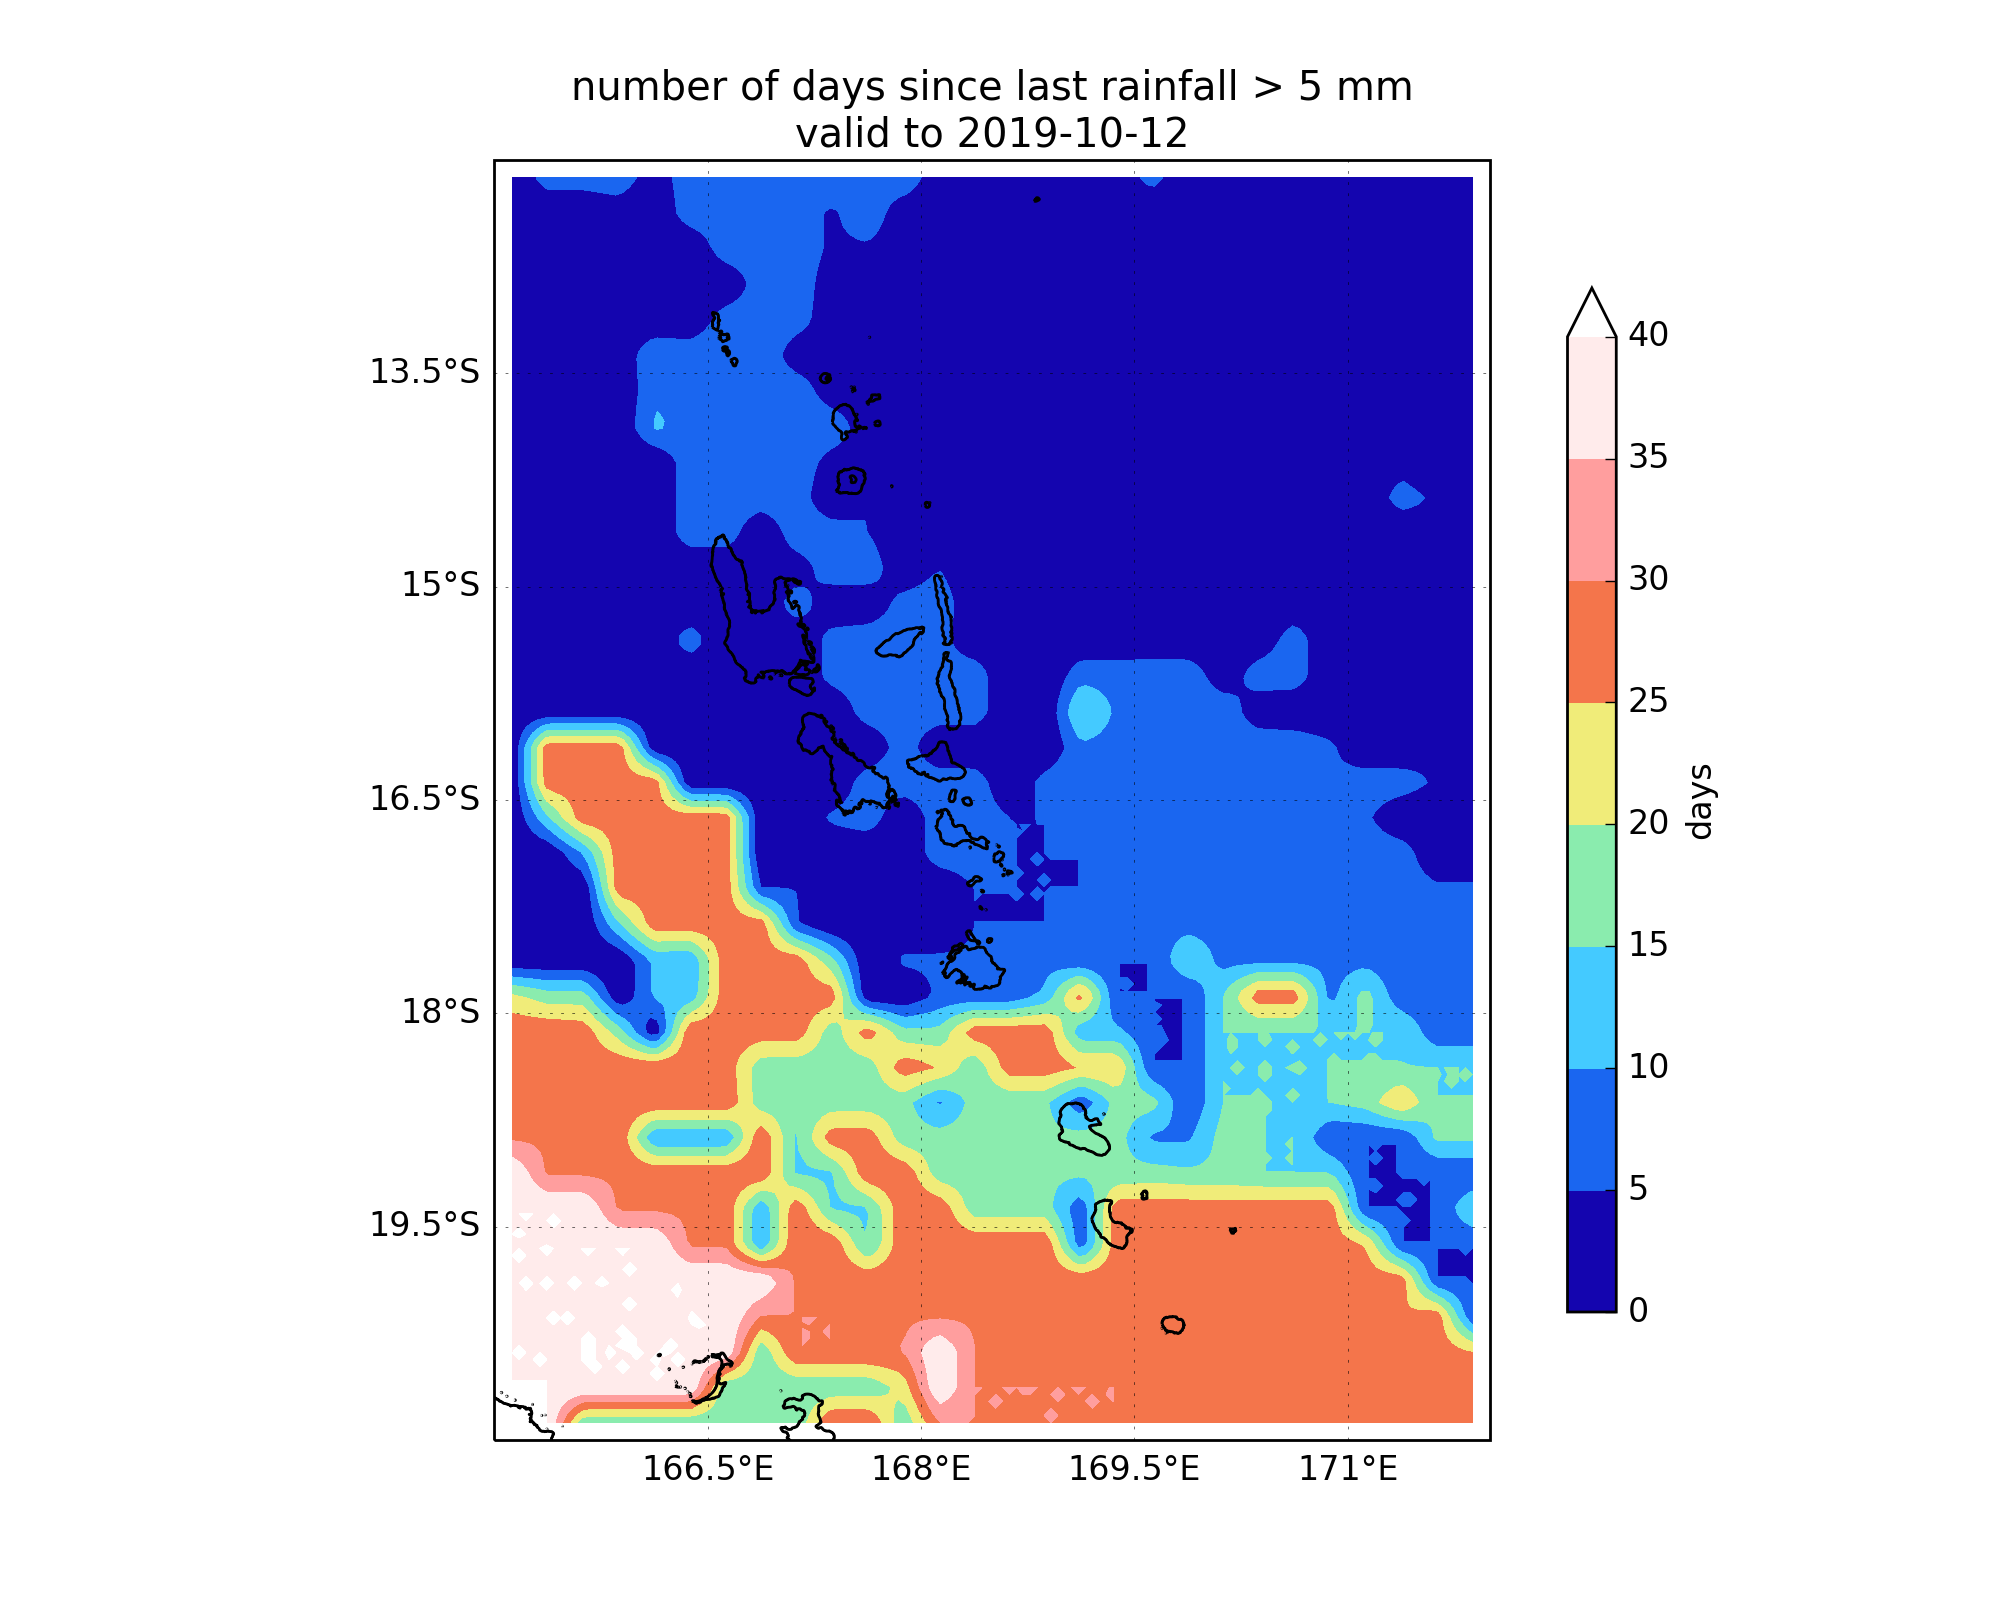 number of days since last rainfall > 5 mm
valid to 2019-10-12
13.5°S
15°S
16.5°S
18°S
19.5°S
166.5°E
168°E
169.5°E
171°E
40
35
30
25
20
15
10
5
0
days